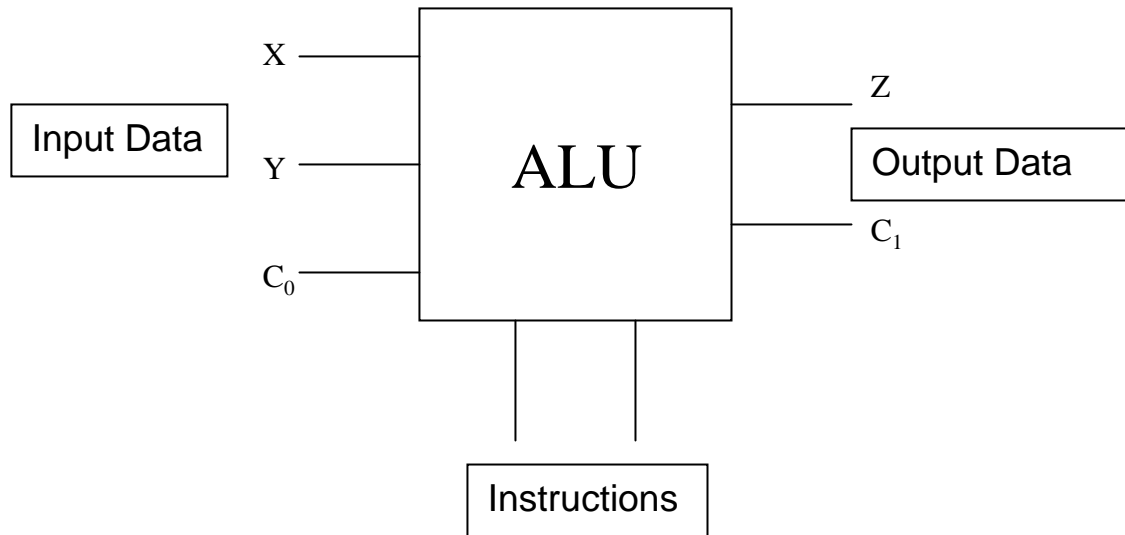 X
Z
Input Data
Y
ALU
Output Data
C₀
C₁
Instructions